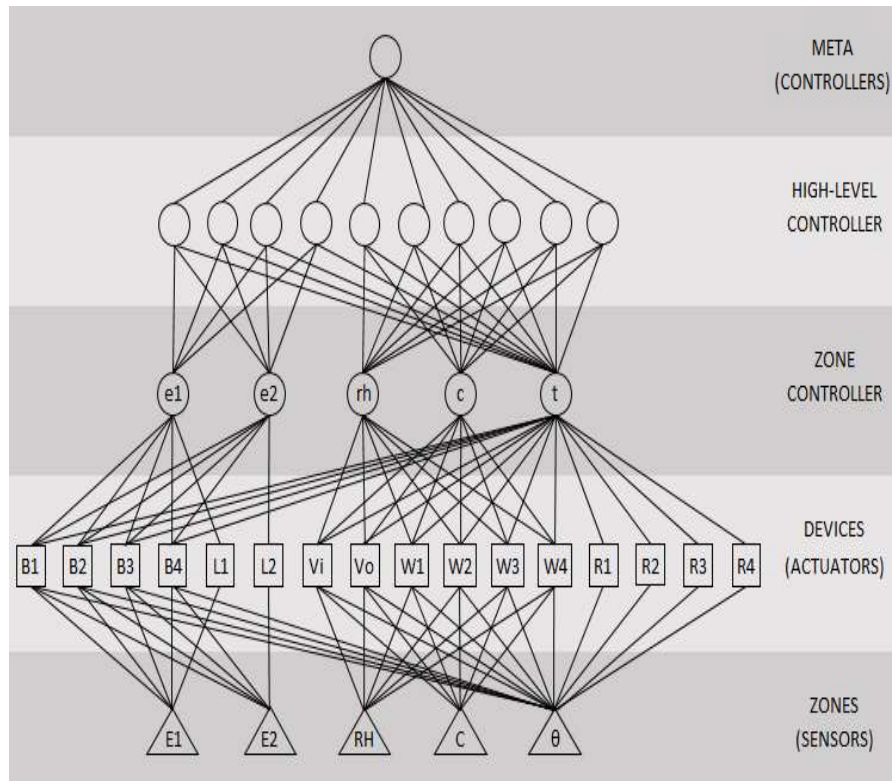 META
(CONTROLLERS)
HIGH-LEVEL
CONTROLLER
ZONE
CONTROLLER
e1 e2 rh c t
DEVICES
(ACTUATORS)
B1 B2 B3 B4 L1 L2 Vi Vo W1 W2 W3 W4 R1 R2 R3 R4
ZONES
(SENSORS)
E1 E2 RH C θ